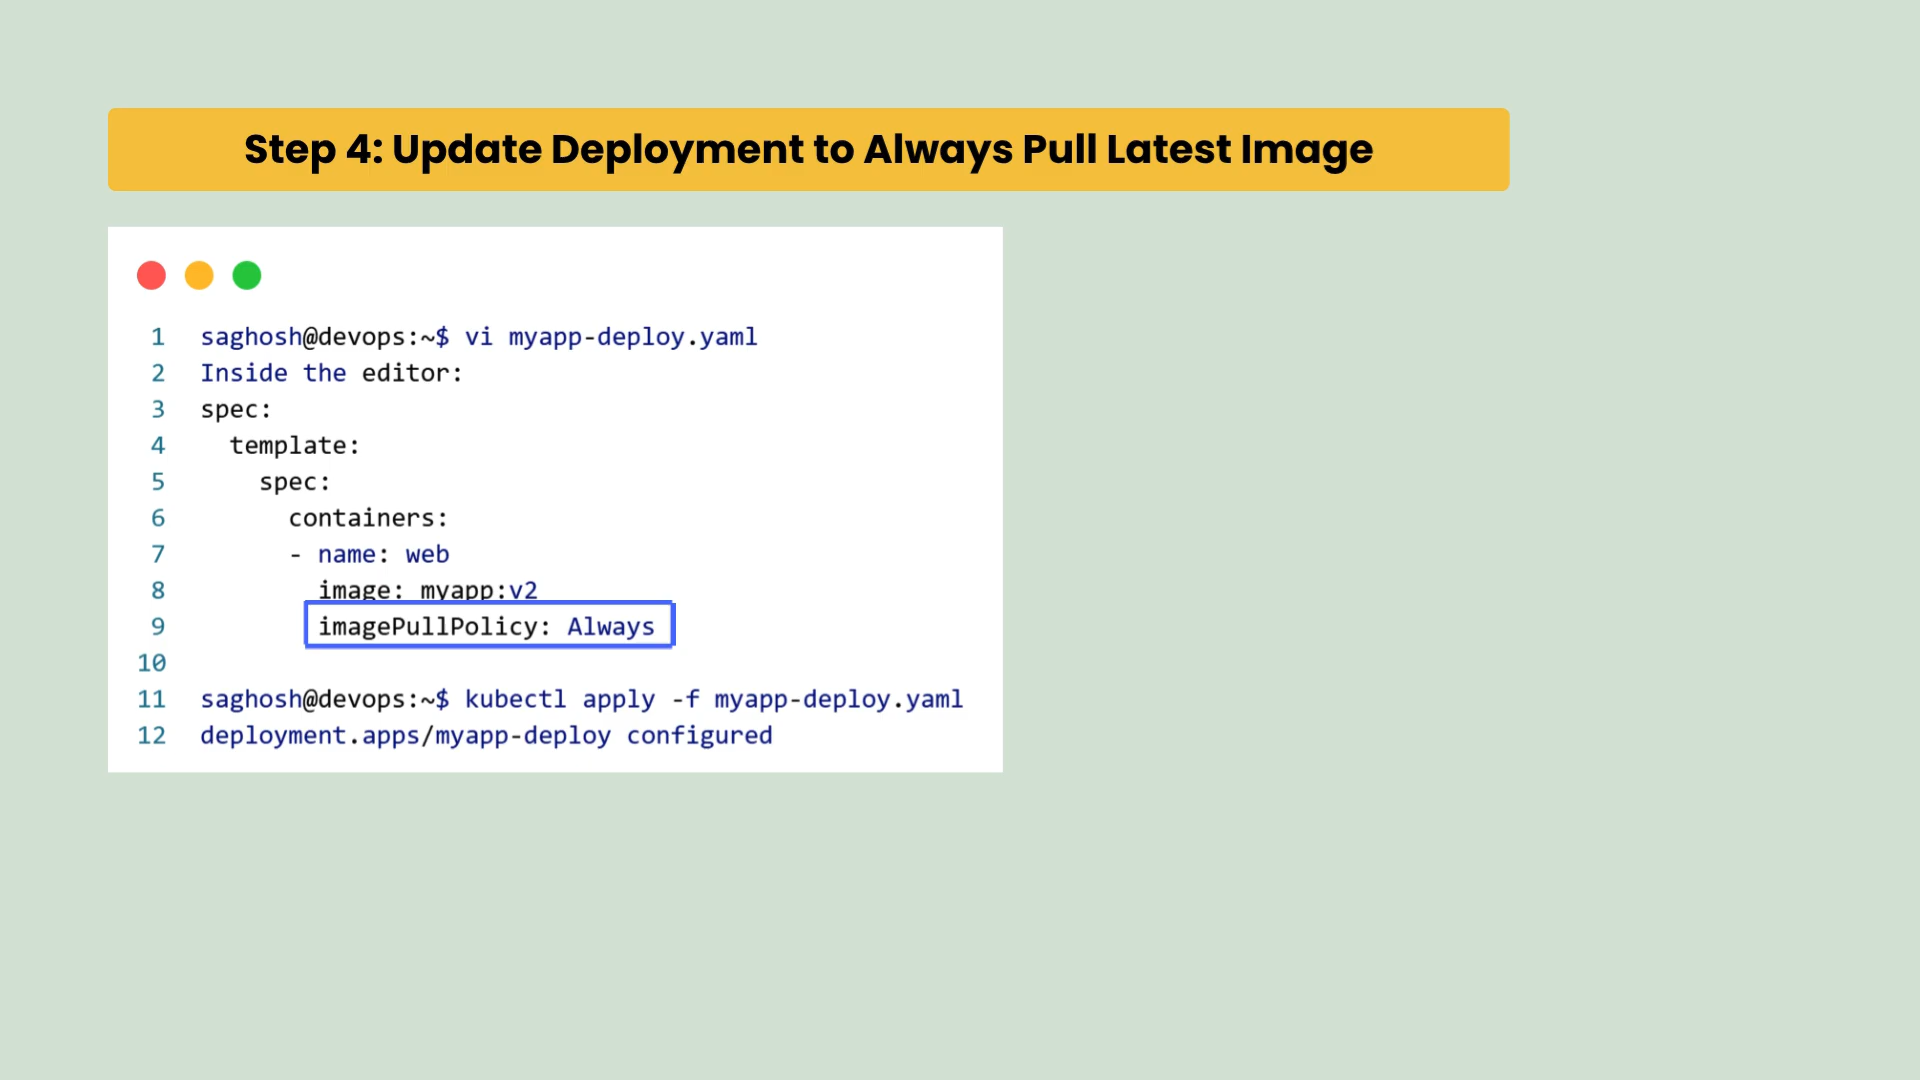 Step 4: Update Deployment to Always Pull Latest Image
1 saghosh@devops:~$ vi myapp-deploy.yaml
2 Inside the editor:
3 spec:
4   template:
5     spec:
6       containers:
7       - name: web
8         image: myapp:v2
9         imagePullPolicy: Always
10
11 saghosh@devops:~$ kubectl apply -f myapp-deploy.yaml
12 deployment.apps/myapp-deploy configured